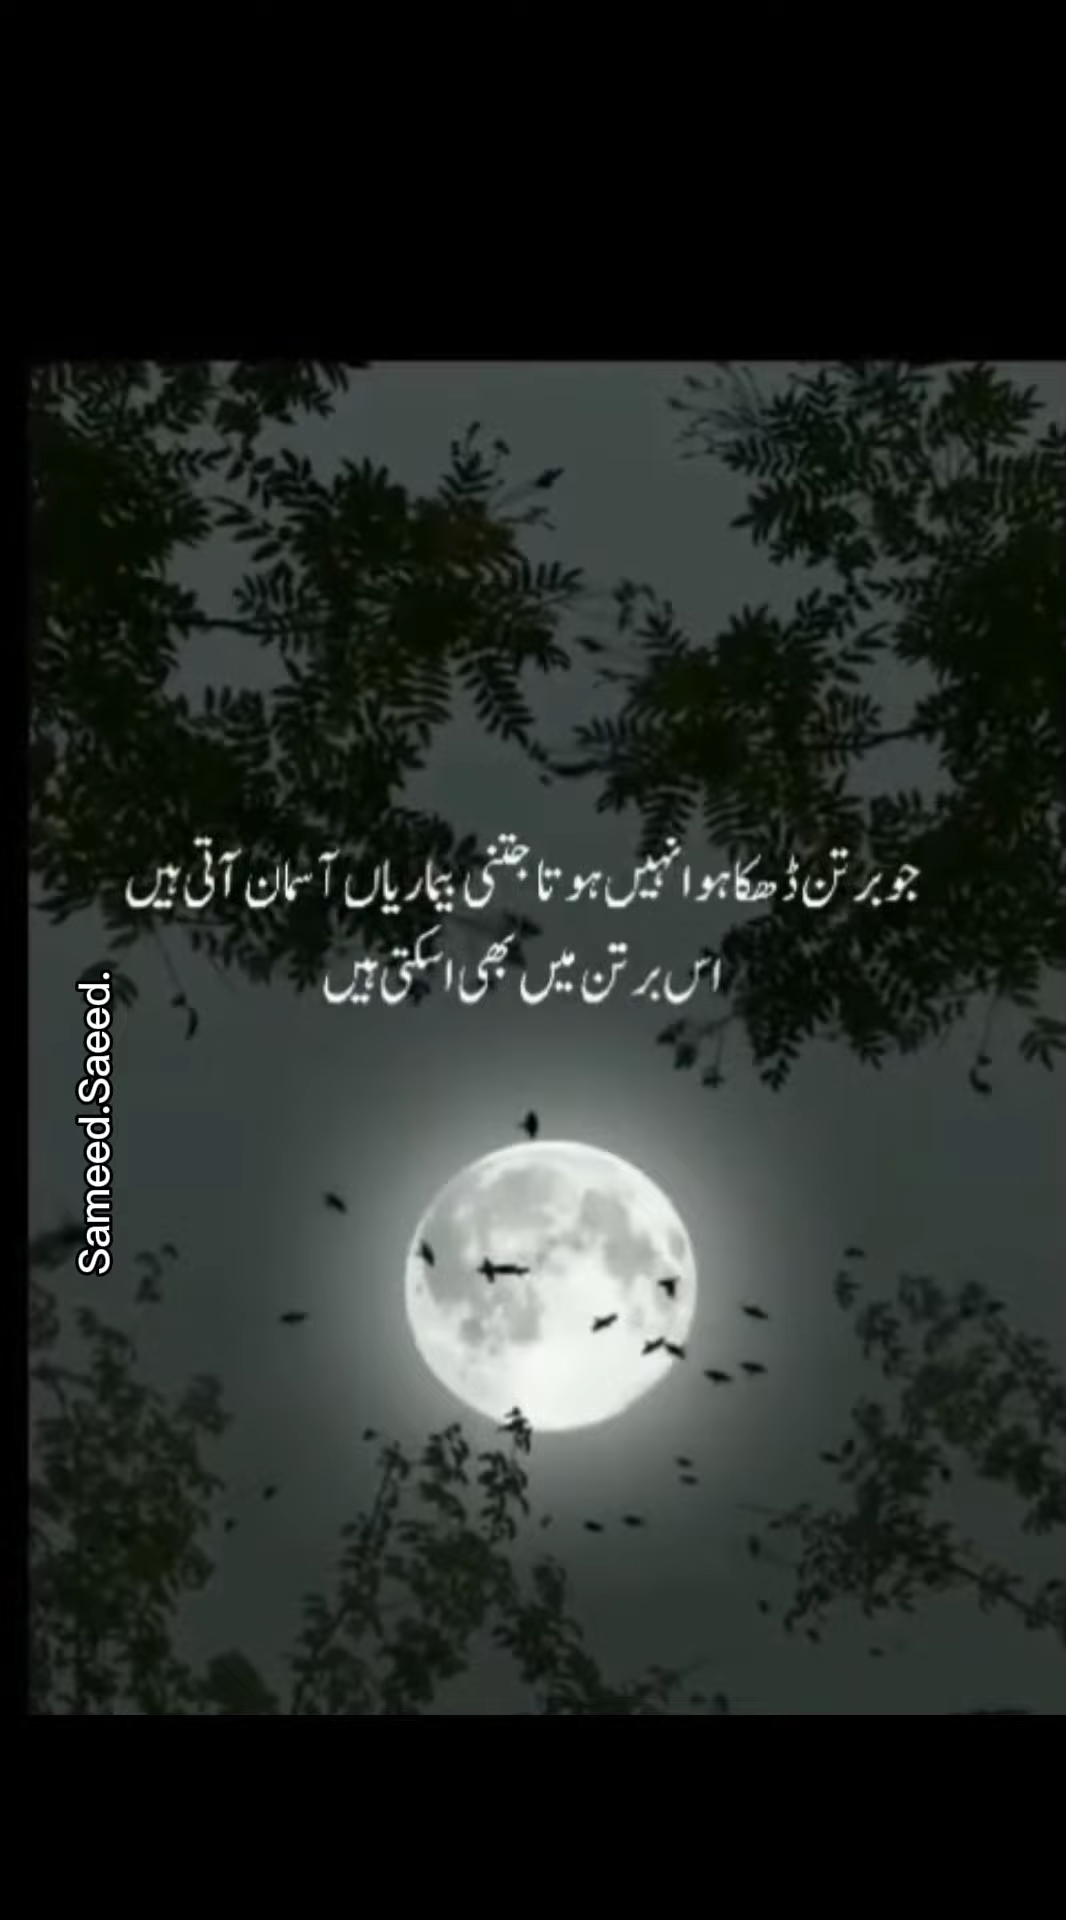 جو برتن ڈھکا ہوا نہیں ہوتا جتنی بیماریاں آسمان آتی ہیں
اس برتن میں بھی اسکتی ہیں
Sameed.Saeed.